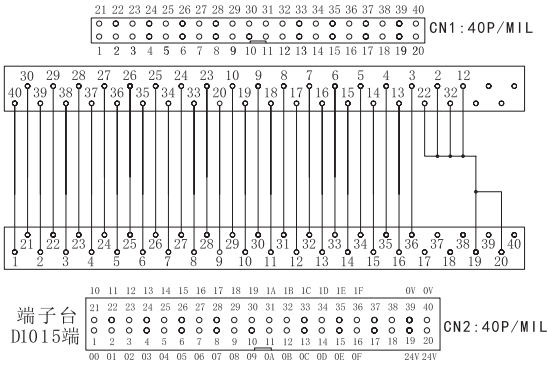 21 22 23 24 25 26 27 28 29 30 31 32 33 34 35 36 37 38 39 40
CN1:40P/MIL
1 2 3 4 5 6 7 8 9 10 11 12 13 14 15 16 17 18 19 20
30 29 28 27 26 25 24 23 10 9 8 7 6 5 4 3 2 12
40 39 38 37 36 35 34 33 20 19 18 17 16 15 14 13 22 32
21 22 23 24 25 26 27 28 29 30 31 32 33 34 35 36 37 38 39 40
1 2 3 4 5 6 7 8 9 10 11 12 13 14 15 16 17 18 19 20
10 11 12 13 14 15 16 17 18 19 1A 1B 1C 1D 1E 1F 0V 0V
端子台
21 22 23 24 25 26 27 28 29 30 31 32 33 34 35 36 37 38 39 40
D1015端
CN2:40P/MIL
1 2 3 4 5 6 7 8 9 10 11 12 13 14 15 16 17 18 19 20
00 01 02 03 04 05 06 07 08 09 0A 0B 0C 0D 0E 0F 24V 24V